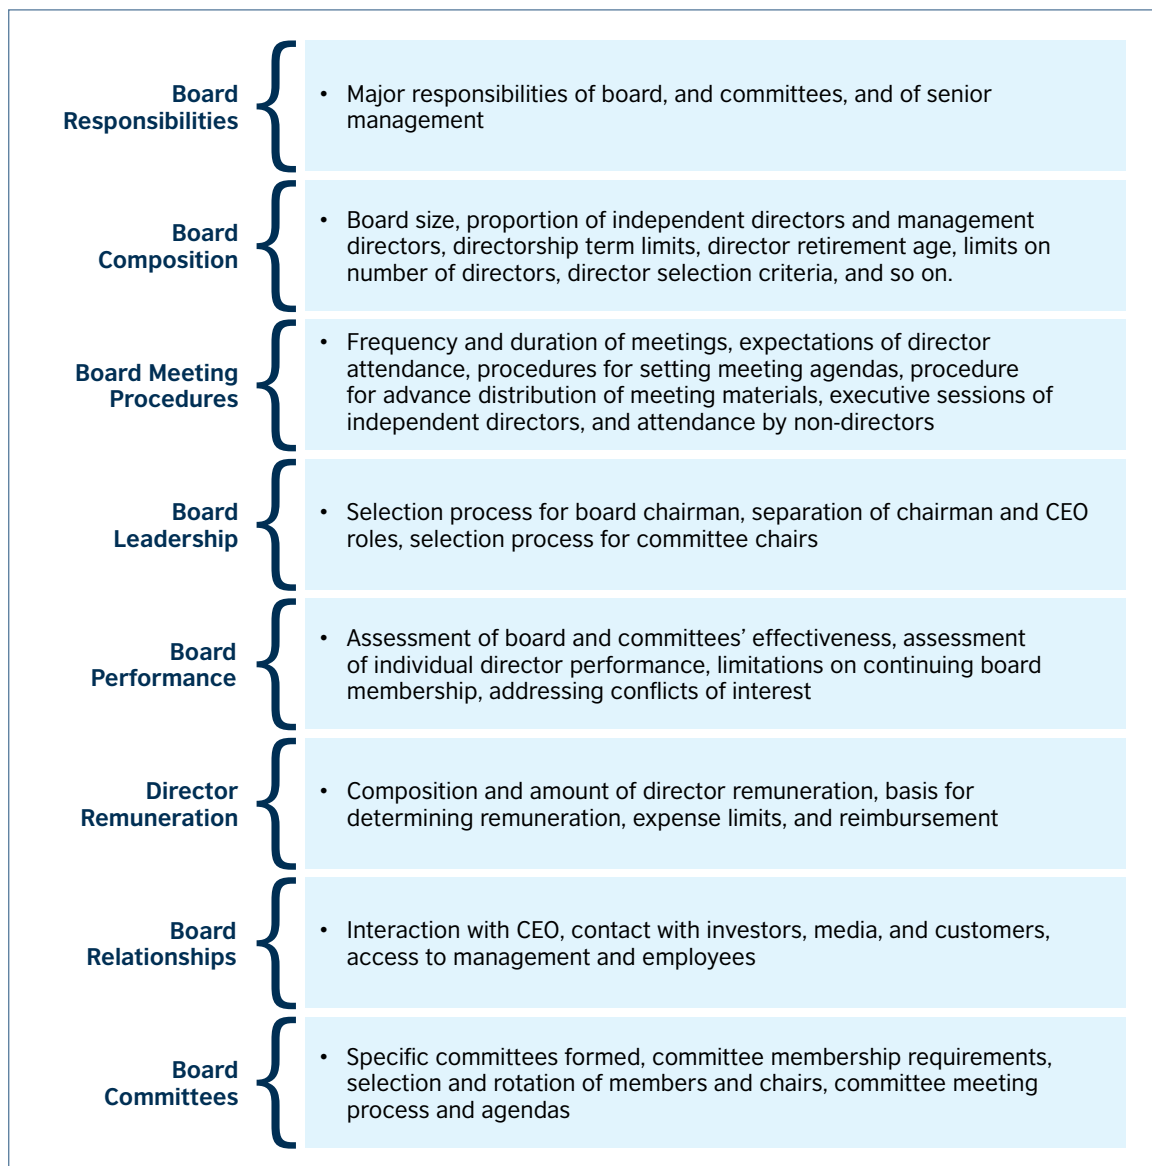 Board
Responsibilities
• Major responsibilities of board, and committees, and of senior
management
Board
Composition
• Board size, proportion of independent directors and management
directors, directorship term limits, director retirement age, limits on
number of directors, director selection criteria, and so on.
Board Meeting
Procedures
• Frequency and duration of meetings, expectations of director
attendance, procedures for setting meeting agendas, procedure
for advance distribution of meeting materials, executive sessions of
independent directors, and attendance by non-directors
Board
Leadership
• Selection process for board chairman, separation of chairman and CEO
roles, selection process for committee chairs
Board
Performance
• Assessment of board and committees’ effectiveness, assessment
of individual director performance, limitations on continuing board
membership, addressing conflicts of interest
Director
Remuneration
• Composition and amount of director remuneration, basis for
determining remuneration, expense limits, and reimbursement
Board
Relationships
• Interaction with CEO, contact with investors, media, and customers,
access to management and employees
Board
Committees
• Specific committees formed, committee membership requirements,
selection and rotation of members and chairs, committee meeting
process and agendas